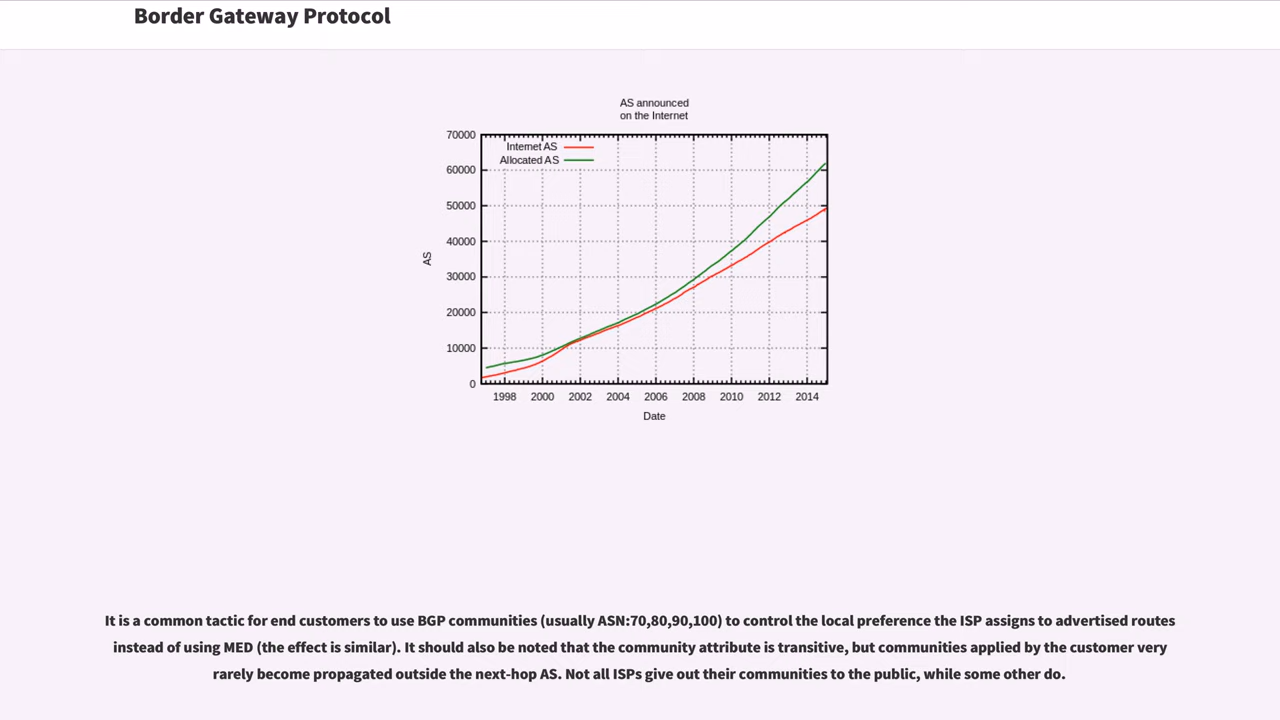 Border Gateway Protocol
AS announced
on the Internet
70000
Internet AS
Allocated AS
60000
50000
40000
AS
30000
20000
10000
0
1998 2000 2002 2004 2006 2008 2010 2012 2014
Date
It is a common tactic for end customers to use BGP communities (usually ASN:70,80,90,100) to control the local preference the ISP assigns to advertised routes
instead of using MED (the effect is similar). It should also be noted that the community attribute is transitive, but communities applied by the customer very
rarely become propagated outside the next-hop AS. Not all ISPs give out their communities to the public, while some other do.